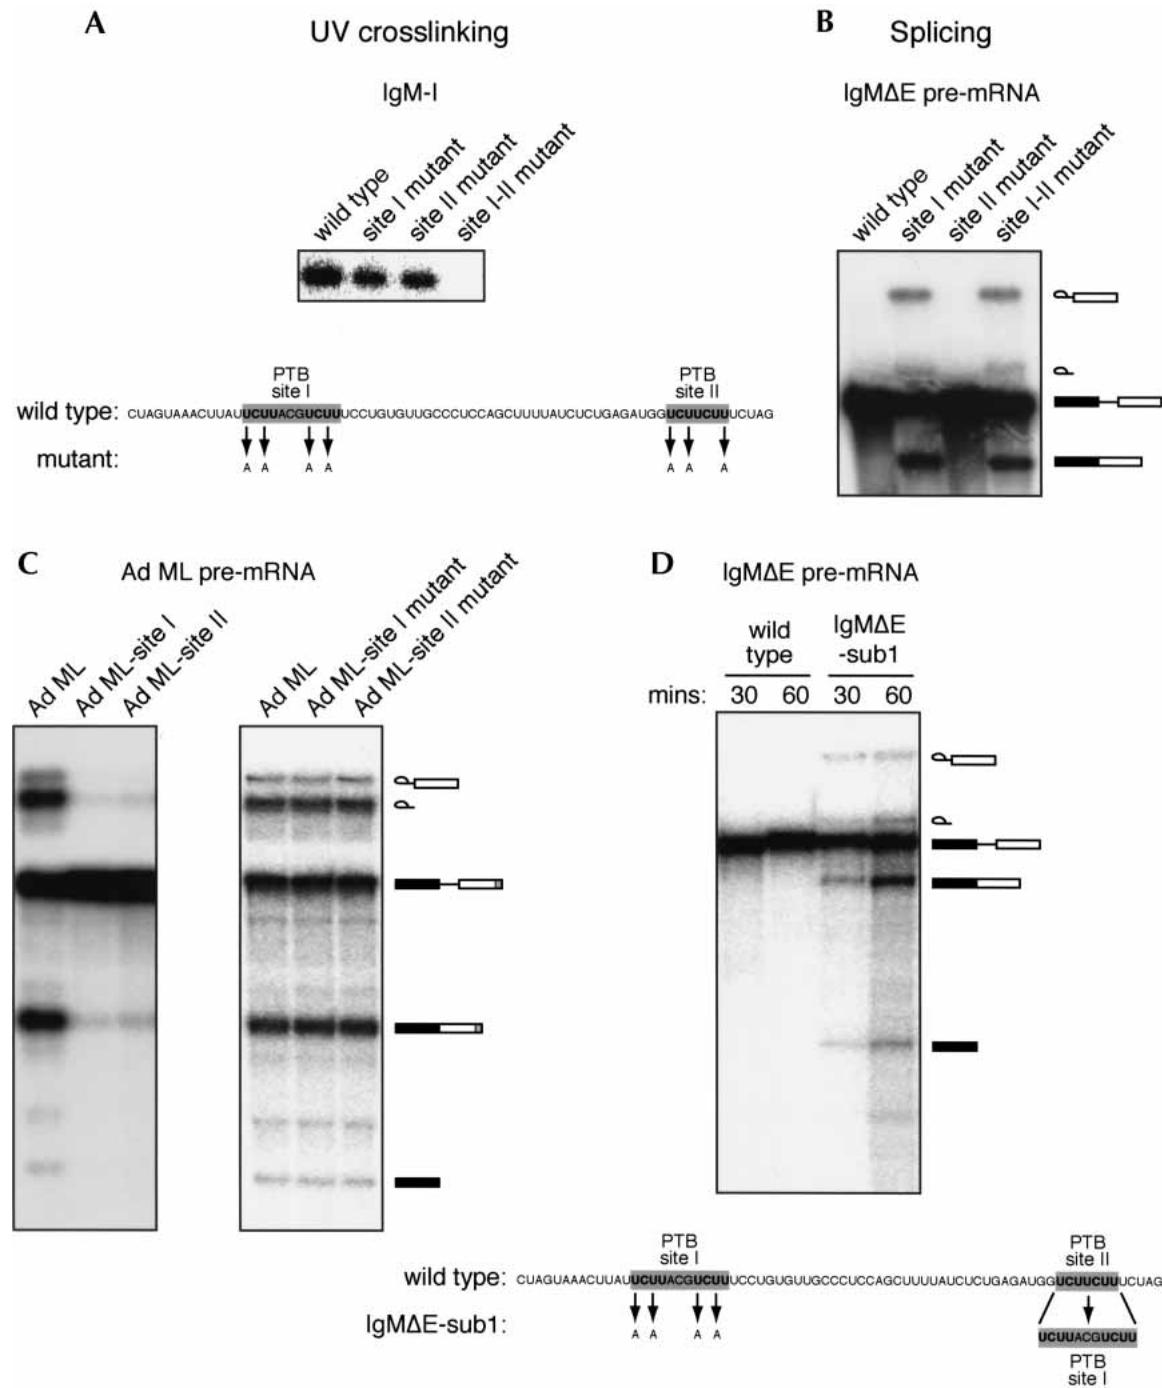 A
UV crosslinking
IgM-I
wild type
site I mutant
site II mutant
site I-II mutant
PTB
site I
PTB
site II
wild type: CUAGUAAACUUAUUCUUACGUCUUUCCUGUGUUGCCCUCCAGCUUUUAUCUCUGAGAUGGUCUUCUUUCUAG
mutant:
A A A A A A A
B
Splicing
IgMΔE pre-mRNA
wild type
site I mutant
site II mutant
site I-II mutant
C
Ad ML pre-mRNA
Ad ML
Ad ML-site I
Ad ML-site II
Ad ML
Ad ML-site I mutant
Ad ML-site II mutant
D
IgMΔE pre-mRNA
wild
type
IgMΔE
-sub1
mins: 30 60 30 60
PTB
site I
PTB
site II
wild type: CUAGUAAACUUAUUCUUACGUCUUUCCUGUGUUGCCCUCCAGCUUUUAUCUCUGAGAUGGUCUUCUUUCUAG
IgMΔE-sub1:
A A A A
UCUUACGUCUU
PTB
site I